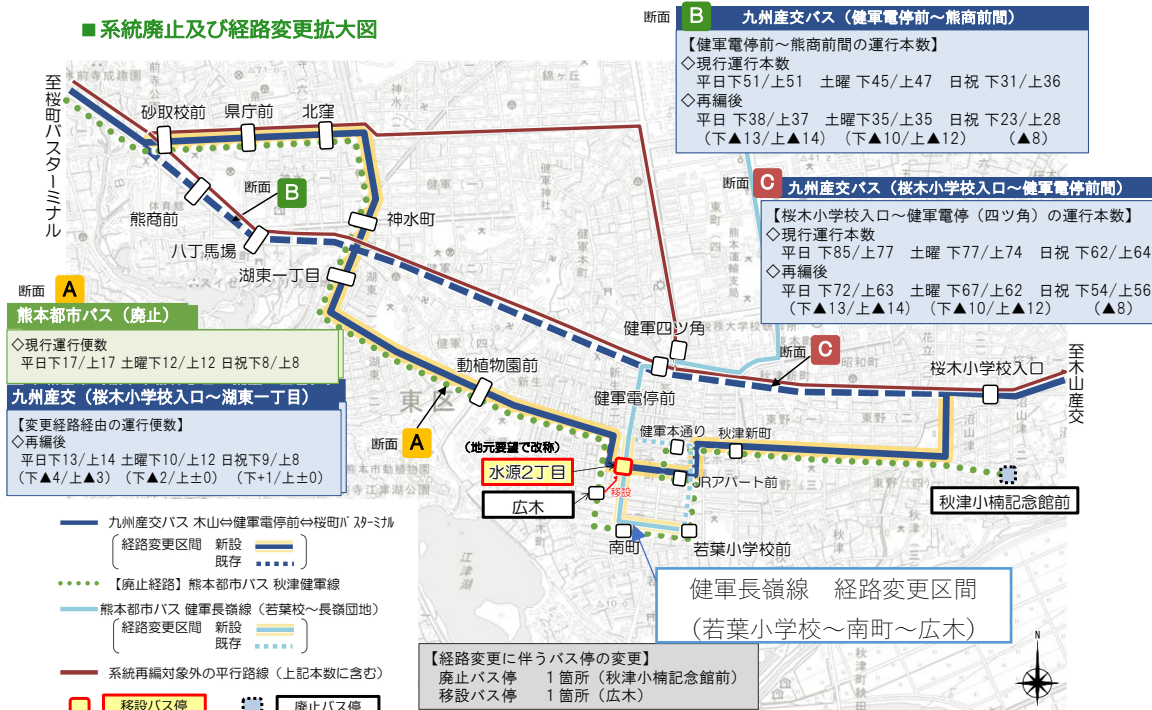 ■系統廃止及び経路変更拡大図
断面 B 九州産交バス（健軍電停前～熊商前間）
【健軍電停前～熊商前間の運行本数】
◇現行運行本数
平日下51/上51 土曜 下45/上47 日祝 下31/上36
◇再編後
平日 下38/上37 土曜下35/上35 日祝 下23/上28
（下▲13/上▲14） （下▲10/上▲12） （▲8）
断面 C 九州産交バス（桜木小学校入口～健軍電停前間）
【桜木小学校入口～健軍電停（四ツ角）の運行本数】
◇現行運行本数
平日 下85/上77 土曜 下77/上74 日祝 下62/上64
◇再編後
平日 下72/上63 土曜 下67/上62 日祝 下54/上56
（下▲13/上▲14） （下▲10/上▲12） （▲8）
至桜町バスターミナル
砂取校前
県庁前
北窪
断面 B
熊商前
八丁馬場
神水町
湖東一丁目
断面 A
熊本都市バス（廃止）
◇現行運行便数
平日下17/上17 土曜下12/上12 日祝下8/上8
九州産交（桜木小学校入口～湖東一丁目）
【変更経路経由の運行便数】
◇再編後
平日下13/上14 土曜下10/上12 日祝下9/上8
（下▲4/上▲3） （下▲2/上±0） （下+1/上±0）
健軍四ツ角
断面 C
動植物園前
東区
健軍電停前
桜木小学校入口
至木山産交
断面 A
（地元要望で改称）
水源2丁目
移設
広木
健軍本通り
秋津新町
JRアパート前
南町
若葉小学校前
秋津小楠記念館前
江津湖
健軍長嶺線 経路変更区間
（若葉小学校～南町～広木）
九州産交バス 木山⇔健軍電停前⇔桜町バスターミナル
経路変更区間 新設
既存
【廃止経路】熊本都市バス 秋津健軍線
熊本都市バス 健軍長嶺線（若葉校～長嶺団地）
経路変更区間 新設
既存
系統再編対象外の平行路線（上記本数に含む）
移設バス停
廃止バス停
【経路変更に伴うバス停の変更】
廃止バス停 1箇所（秋津小楠記念館前）
移設バス停 1箇所（広木）
N